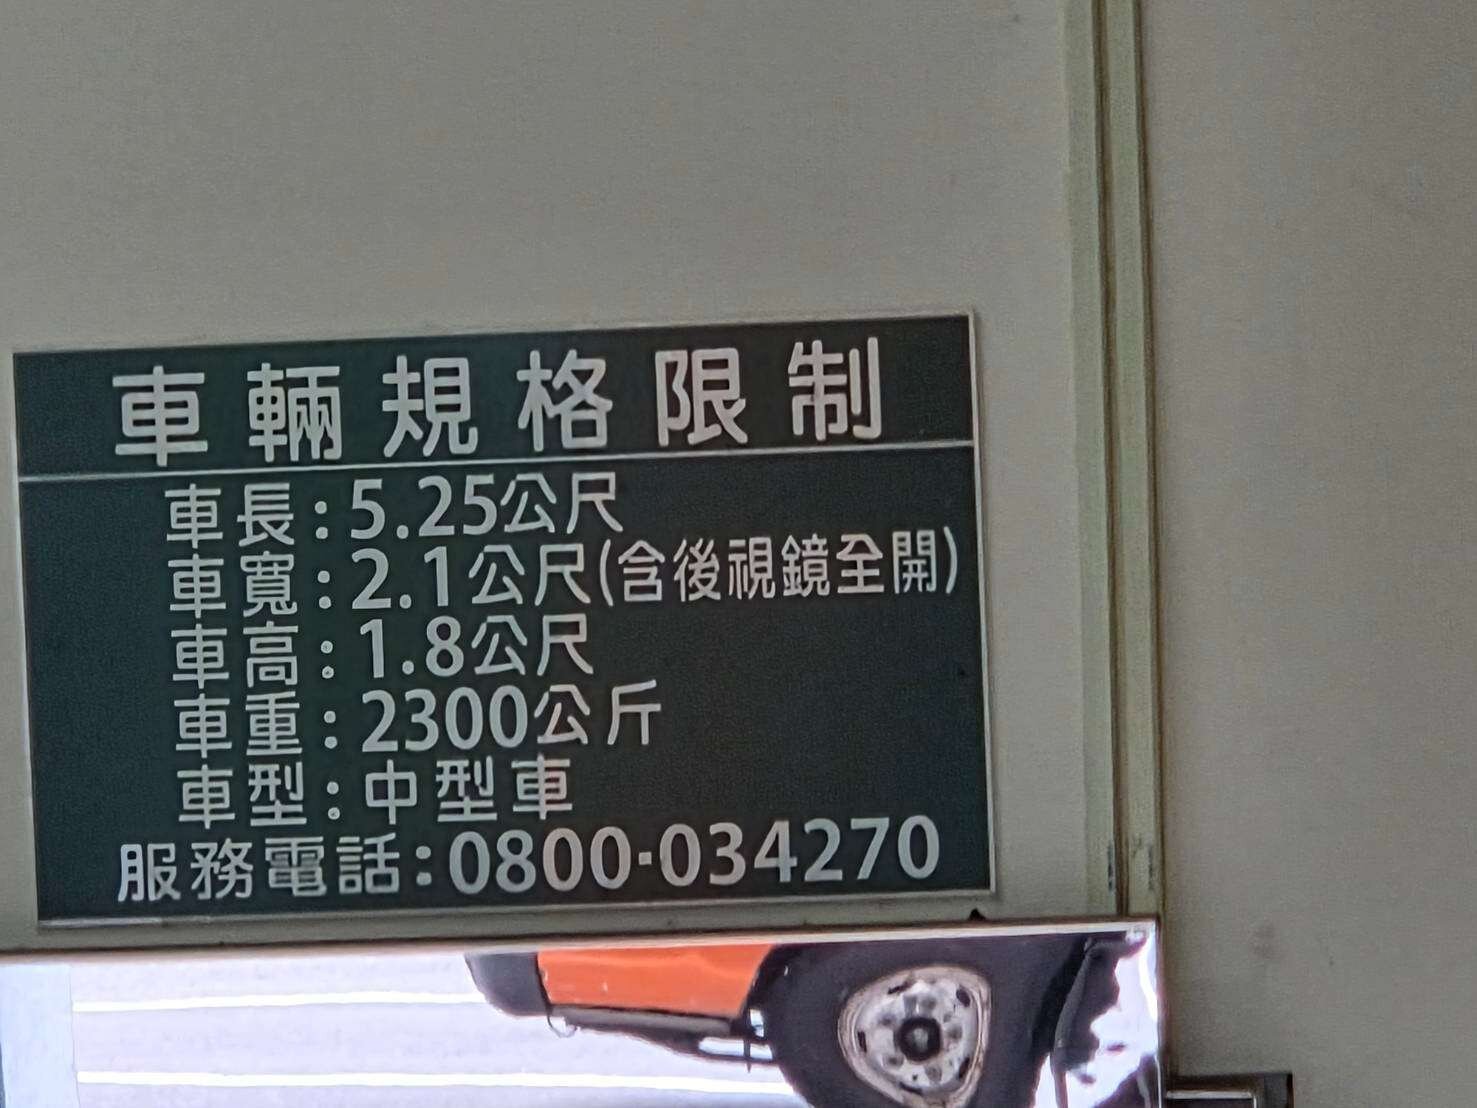 車輛規格限制
車長:5.25公尺
車寬:2.1公尺(含後視鏡全開)
車高:1.8公尺
車重:2300公斤
車型:中型車
服務電話:0800-034270